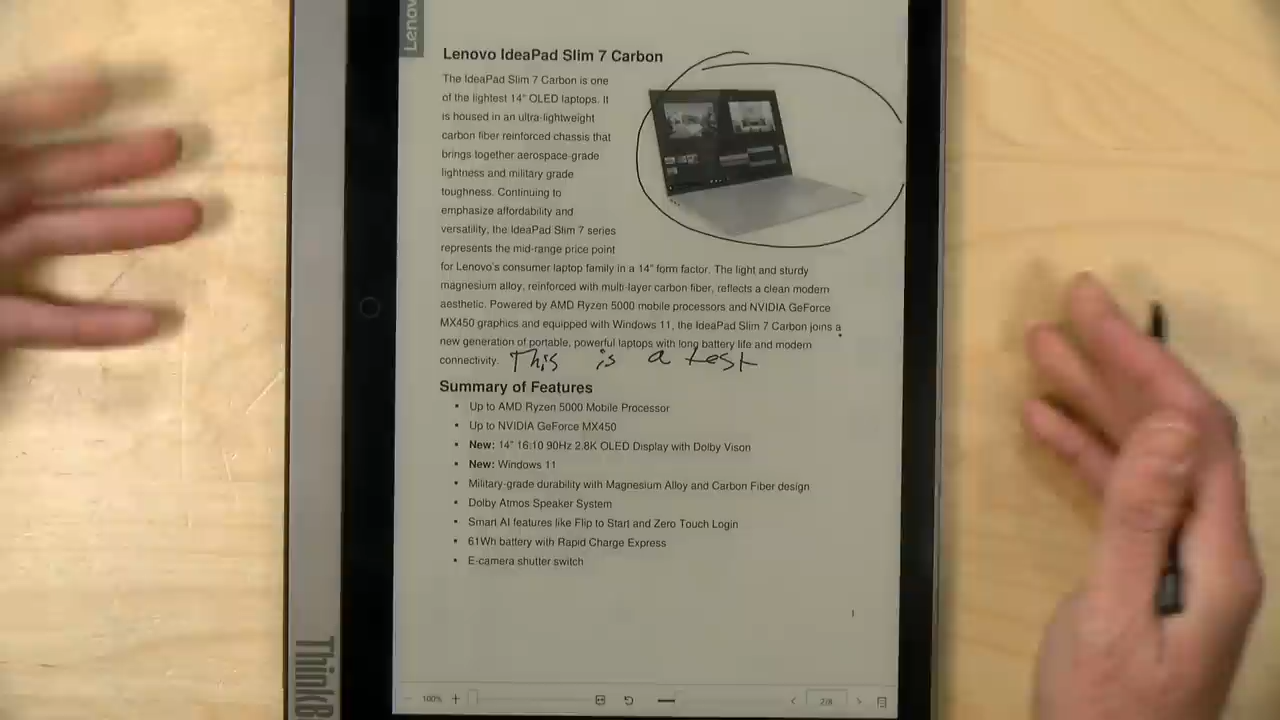 Lenovo
Lenovo IdeaPad Slim 7 Carbon
The IdeaPad Slim 7 Carbon is one
of the lightest 14" OLED laptops. It
is housed in an ultra-lightweight
carbon fiber reinforced chassis that
brings together aerospace-grade
lightness and military grade
toughness. Continuing to
emphasize affordability and
versatility, the IdeaPad Slim 7 series
represents the mid-range price point
for Lenovo's consumer laptop family in a 14" form factor. The light and sturdy
magnesium alloy, reinforced with multi-layer carbon fiber, reflects a clean modern
aesthetic. Powered by AMD Ryzen 5000 mobile processors and NVIDIA GeForce
MX450 graphics and equipped with Windows 11, the IdeaPad Slim 7 Carbon joins a
new generation of portable, powerful laptops with long battery life and modern
connectivity. This is a test
Summary of Features
• Up to AMD Ryzen 5000 Mobile Processor
• Up to NVIDIA GeForce MX450
• New: 14" 16:10 90Hz 2.8K OLED Display with Dolby Vison
• New: Windows 11
• Military-grade durability with Magnesium Alloy and Carbon Fiber design
• Dolby Atmos Speaker System
• Smart AI features like Flip to Start and Zero Touch Login
• 61Wh battery with Rapid Charge Express
• E-camera shutter switch
1
100%
2/8
ThinkB